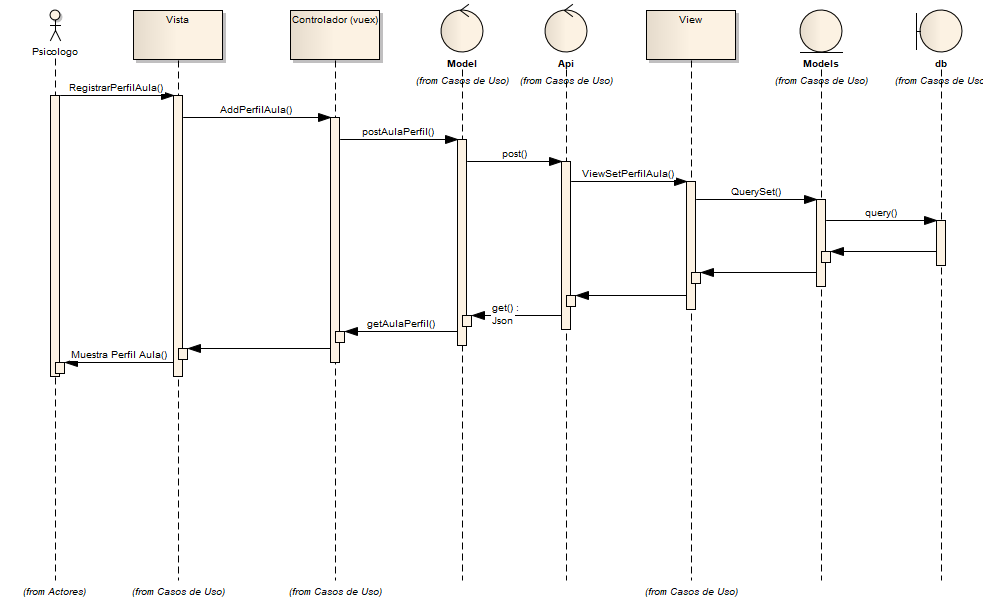 Psicologo
Vista
Controlador (vuex)
Model
(from Casos de Uso)
Api
(from Casos de Uso)
View
Models
(from Casos de Uso)
db
(from Casos de Usc
RegistrarPerfilAula()
AddPerfilAula()
postAulaPerfil()
post()
ViewSetPerfilAula()
QuerySet()
query()
get() :
Json
getAulaPerfil()
Muestra Perfil Aula()
(from Actores)
(from Casos de Uso)
(from Casos de Uso)
(from Casos de Uso)